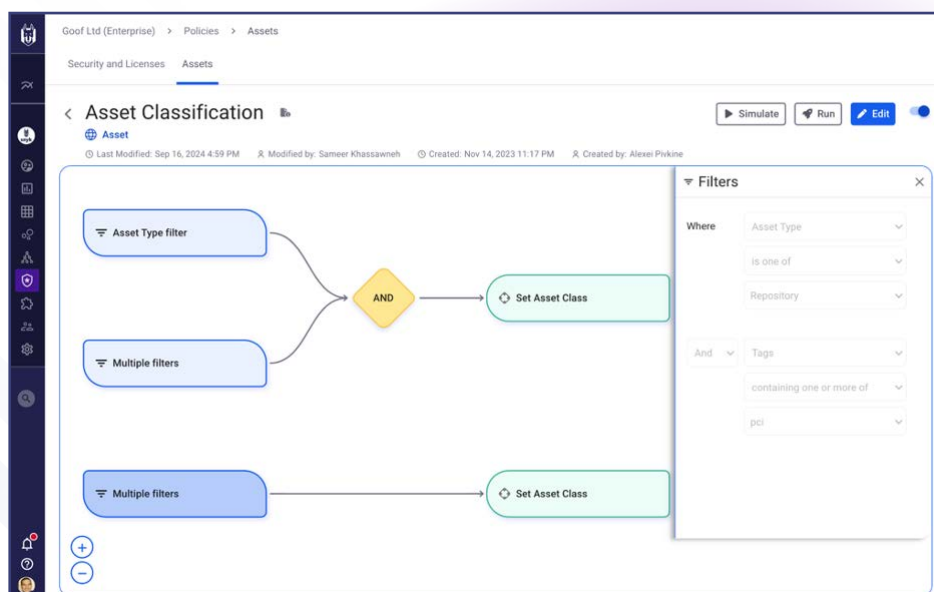 Goof Ltd (Enterprise) > Policies > Assets
Security and Licenses Assets
Asset Classification
Simulate
Run
Edit
Asset
Last Modified: Sep 16, 2024 4:59 PM Modified by: Sameer Khassawneh Created: Nov 14, 2023 11:17 PM Created by: Alexei Pivkine
Asset Type filter
Multiple filters
AND
Set Asset Class
Multiple filters
Set Asset Class
Filters
Where
Asset Type
is one of
Repository
And
Tags
containing one or more of
pci